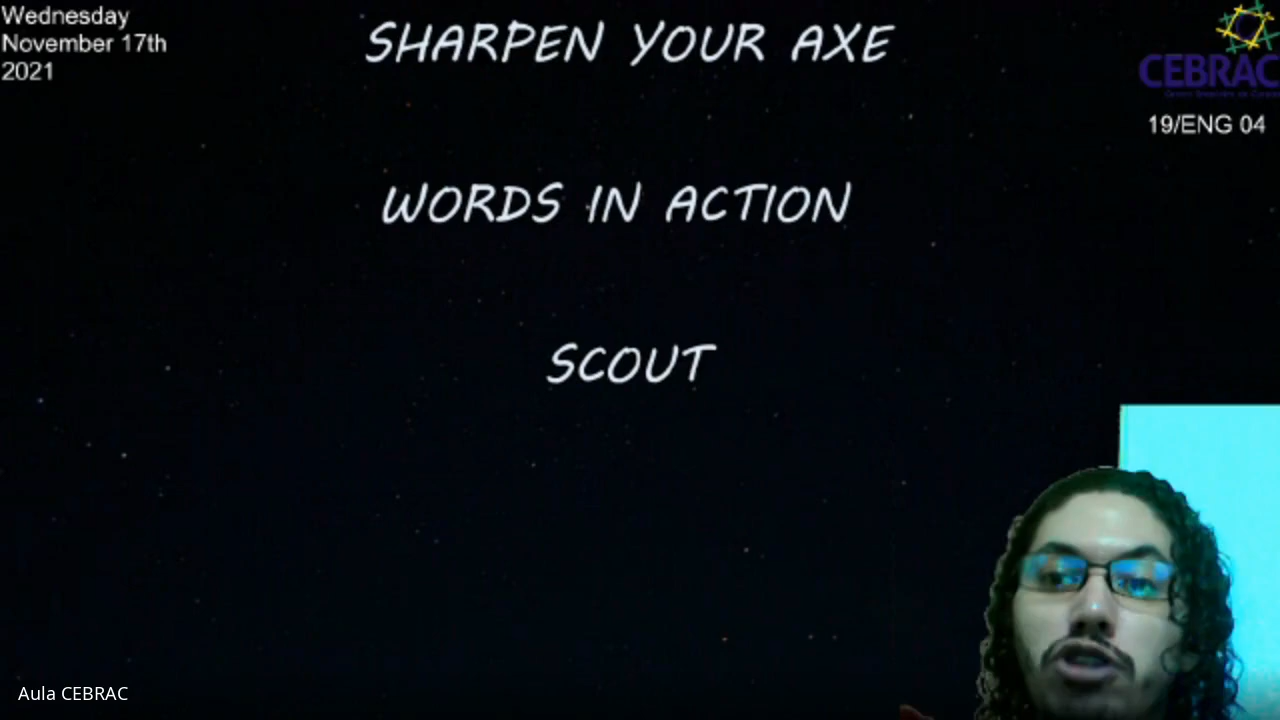 Wednesday
November 17th
2021
SHARPEN YOUR AXE
CEBRAC
19/ENG 04
WORDS IN ACTION
SCOUT
Aula CEBRAC